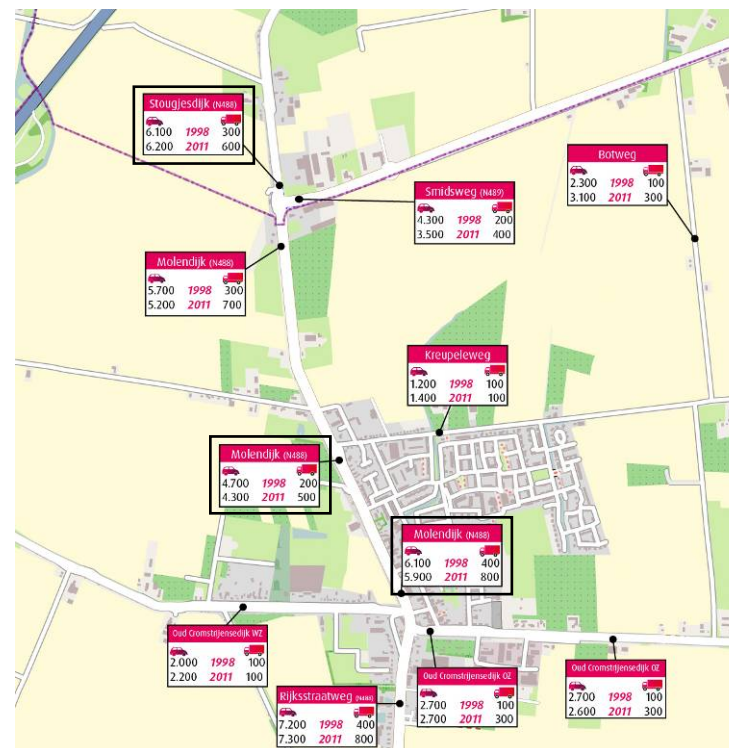 Stougjesdijk (N488)
6.100 1998 300
6.200 2011 600
Botweg
2.300 1998 100
3.100 2011 300
Smidsweg (N489)
4.300 1998 200
3.500 2011 400
Molendijk (N488)
5.700 1998 300
5.200 2011 700
Kreupeleweg
1.200 1998 100
1.400 2011 100
Molendijk (N488)
4.700 1998 200
4.300 2011 500
Molendijk (N488)
6.100 1998 400
5.900 2011 800
Oud Cromstrijensedijk WZ
2.000 1998 100
2.200 2011 100
Oud Cromstrijensedijk OZ
2.700 1998 100
2.700 2011 300
Oud Cromstrijensedijk OZ
2.700 1998 100
2.600 2011 300
Rijksstraatweg (N488)
7.200 1998 400
7.300 2011 800